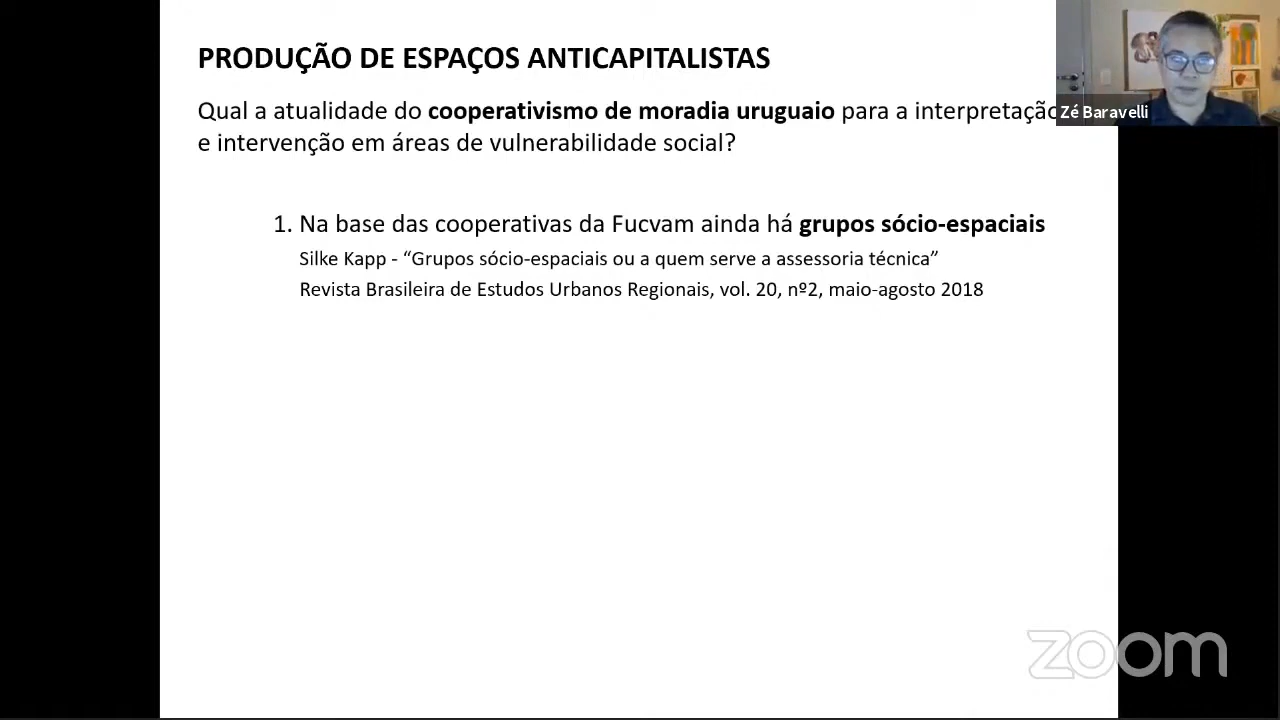 PRODUÇÃO DE ESPAÇOS ANTICAPITALISTAS
Qual a atualidade do cooperativismo de moradia uruguaio para a interpretação
e intervenção em áreas de vulnerabilidade social?
Zé Baravelli
1. Na base das cooperativas da Fucvam ainda há grupos sócio-espaciais
Silke Kapp - “Grupos sócio-espaciais ou a quem serve a assessoria técnica”
Revista Brasileira de Estudos Urbanos Regionais, vol. 20, nº2, maio-agosto 2018
zoom